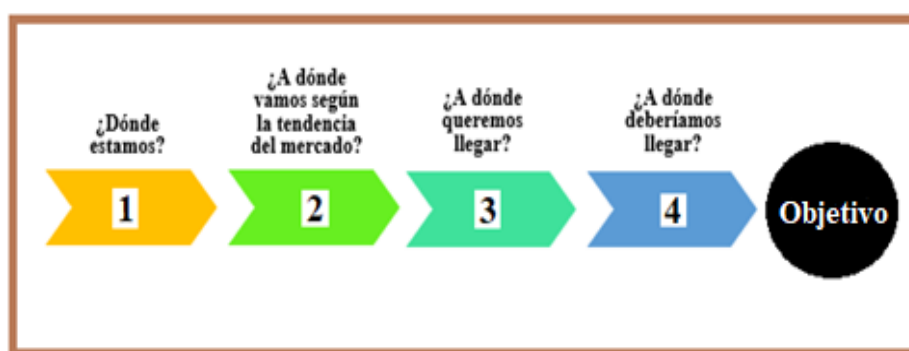 ¿Dónde
estamos?
¿A dónde
vamos según
la tendencia
del mercado?
¿A dónde
queremos
llegar?
¿A dónde
deberíamos
llegar?
1
2
3
4
Objetivo